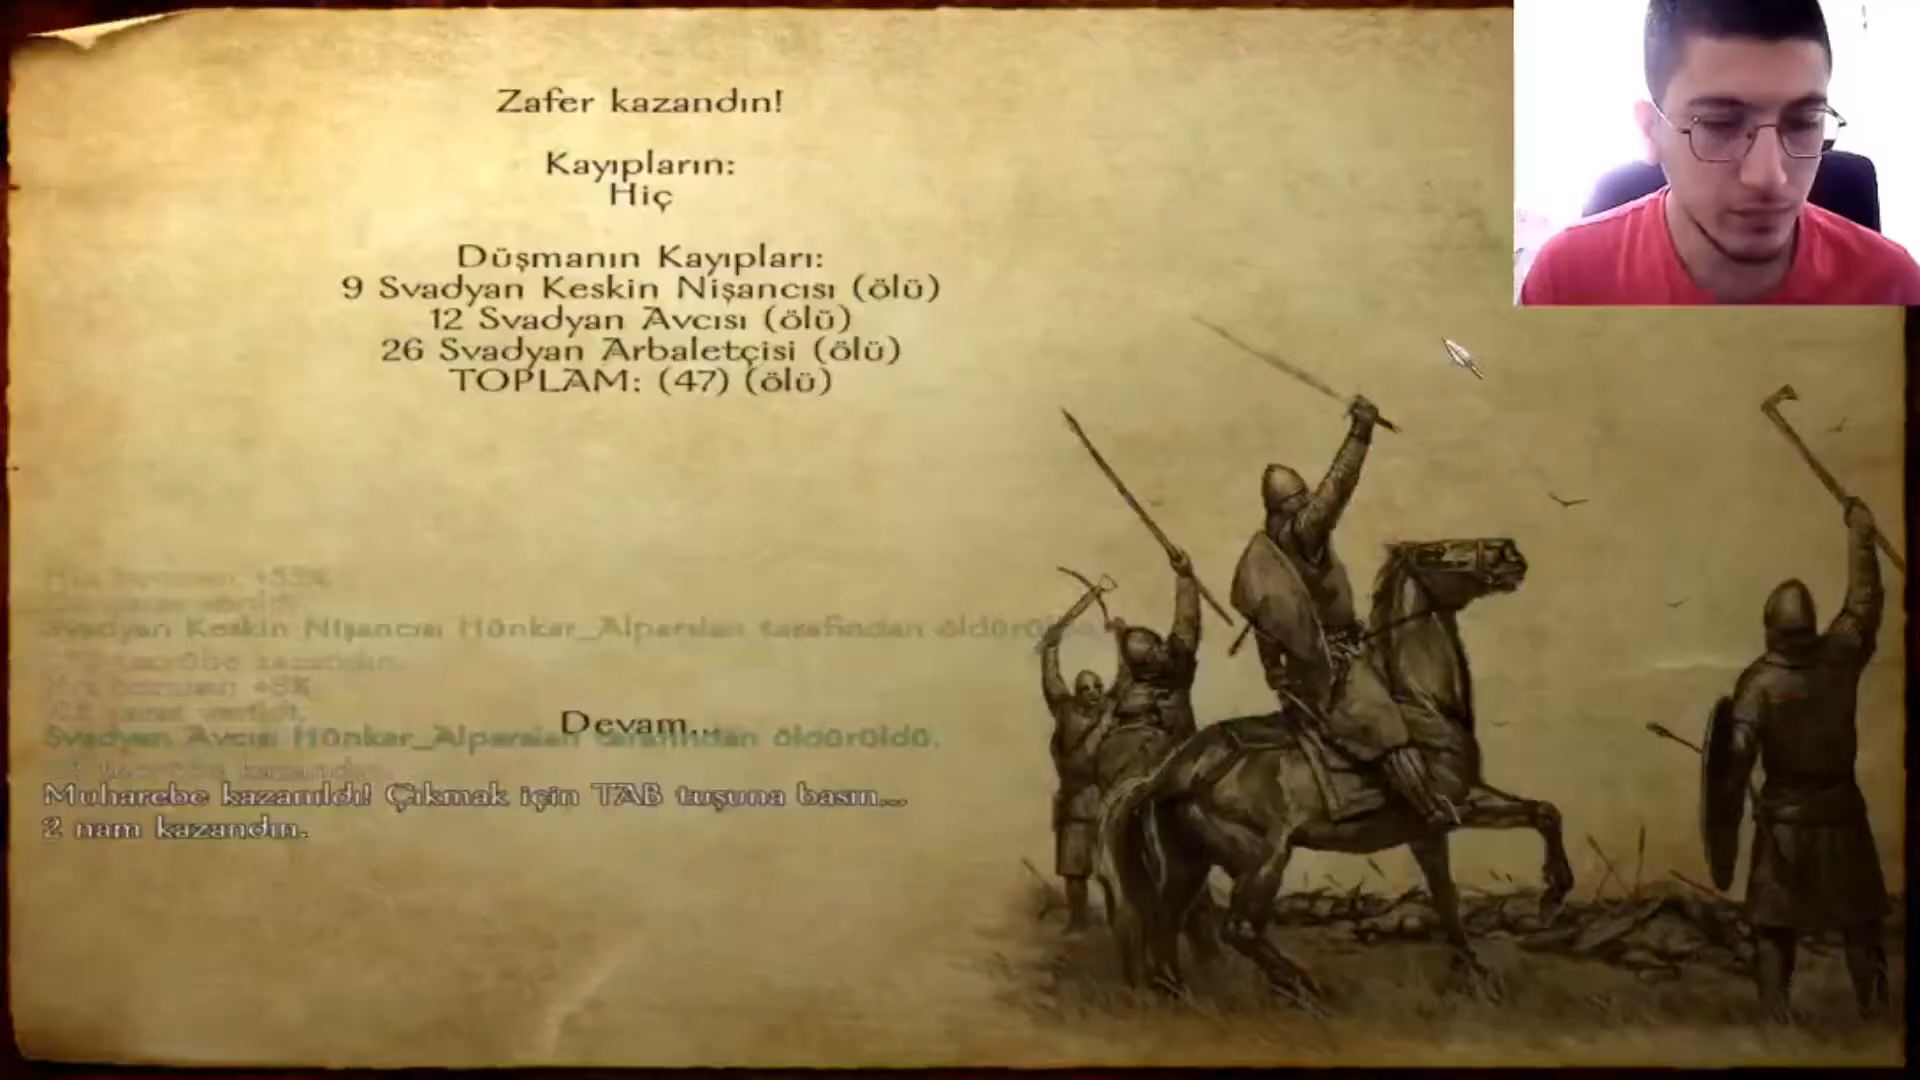 Zafer kazandın!
Kayıpların:
Hiç
Düşmanın Kayıpları:
9 Svadyan Keskin Nişancısı (ölü)
12 Svadyan Avcısı (ölü)
26 Svadyan Arbaletçisi (ölü)
TOPLAM: (47) (ölü)
Svadyan Keskin Nişancısı Hünkar_Alparslan tarafından
Devam...
Svadyan Avcısı Hünkar_Alparslan tarafından öldürüldü.
Muharebe kazanıldı! Çıkmak için TAB tuşuna basın...
2 nam kazandın.